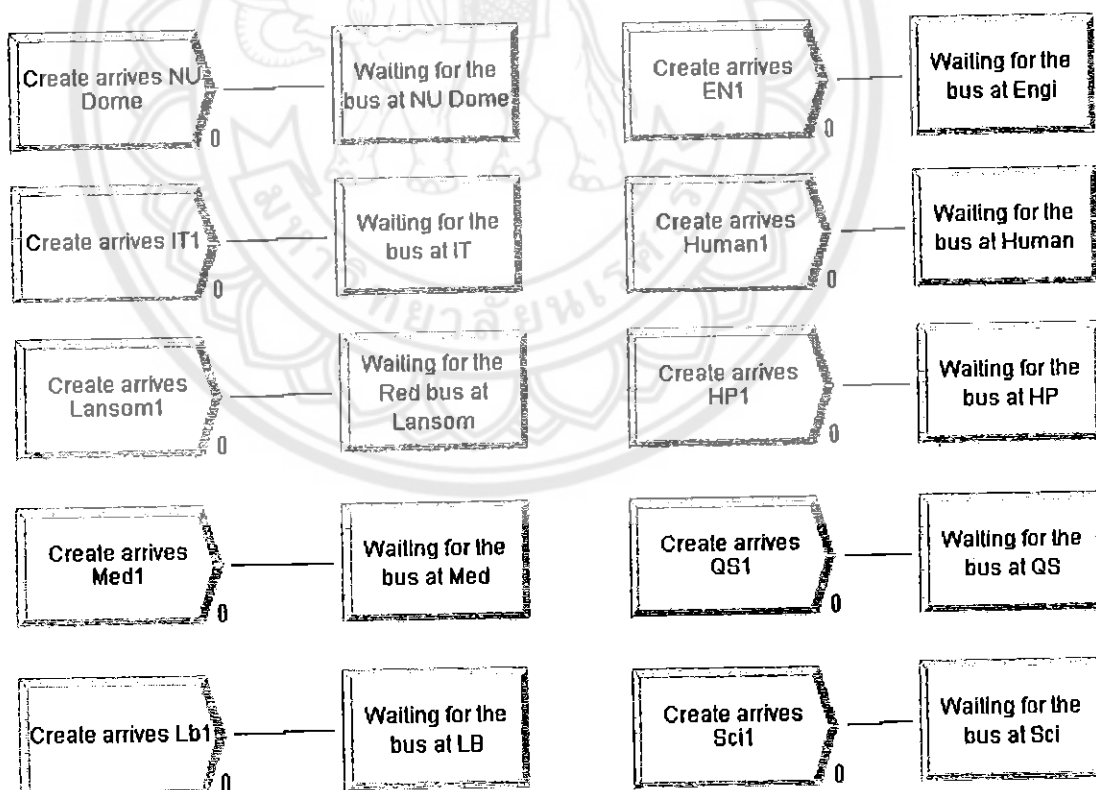 Create arrives NU
Dome
0
Waiting for the
bus at NU Dome
Create arrives
EN1
0
Waiting for the
bus at Engi
Create arrives IT1
0
Waiting for the
bus at IT
Create arrives
Human1
0
Waiting for the
bus at Human
Create arrives
Lansom1
0
Waiting for the
Red bus at
Lansom
Create arrives
HP1
0
Waiting for the
bus at HP
Create arrives
Med1
0
Waiting for the
bus at Med
Create arrives
QS1
0
Waiting for the
bus at QS
Create arrives Lb1
0
Waiting for the
bus at LB
Create arrives
Sci1
0
Waiting for the
bus at Sci